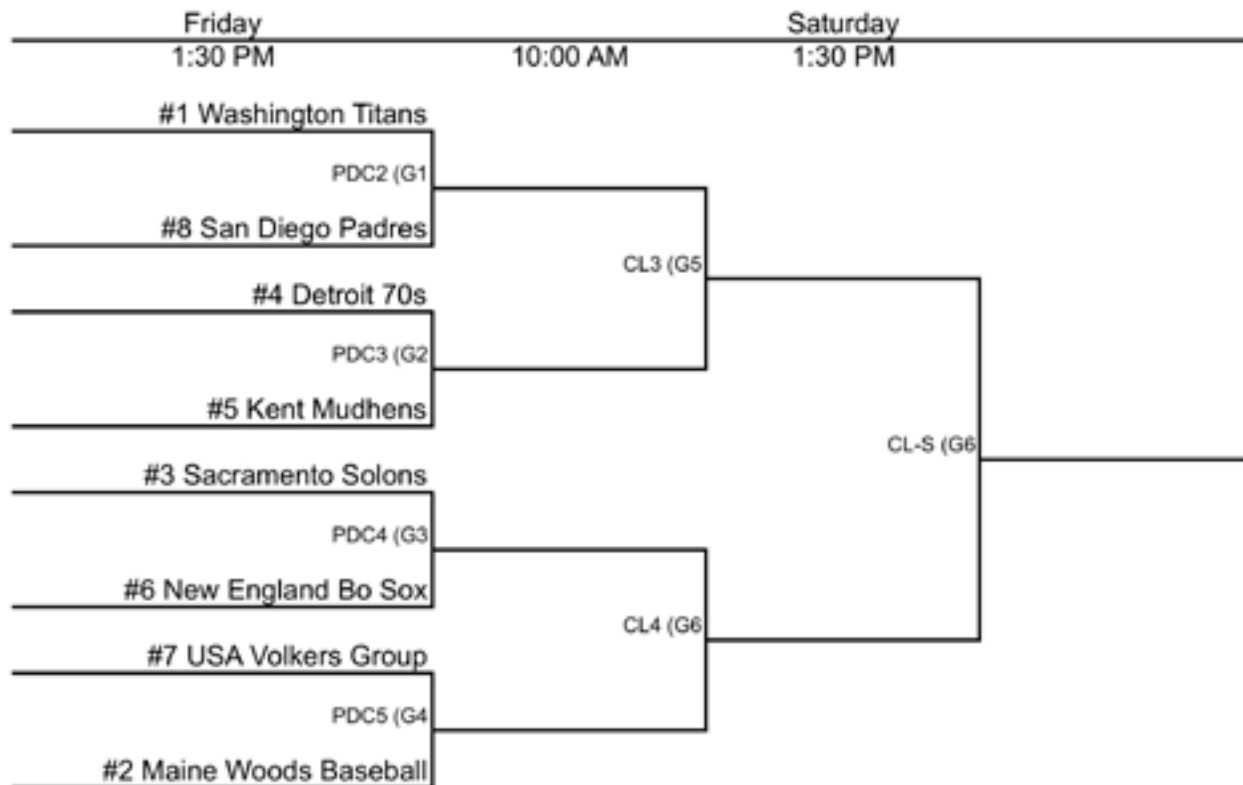 Friday Saturday
1:30 PM 10:00 AM 1:30 PM
#1 Washington Titans
PDC2 (G1
#8 San Diego Padres
CL3 (G5
#4 Detroit 70s
PDC3 (G2
#5 Kent Mudhens
CL-S (G6
#3 Sacramento Solons
PDC4 (G3
#6 New England Bo Sox
CL4 (G6
#7 USA Volkers Group
PDC5 (G4
#2 Maine Woods Baseball